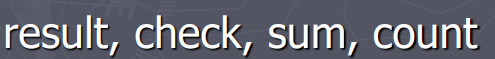 result, check, sum, count